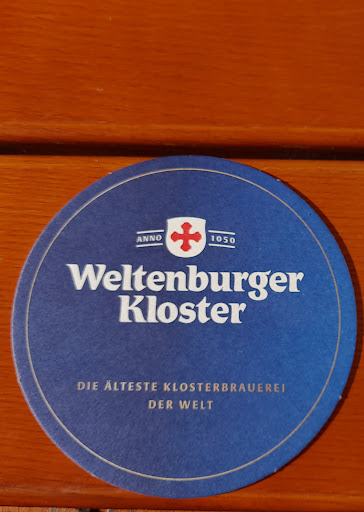 ANNO 1050
Weltenburger
Kloster
DIE ÄLTESTE KLOSTERBRAUEREI
DER WELT